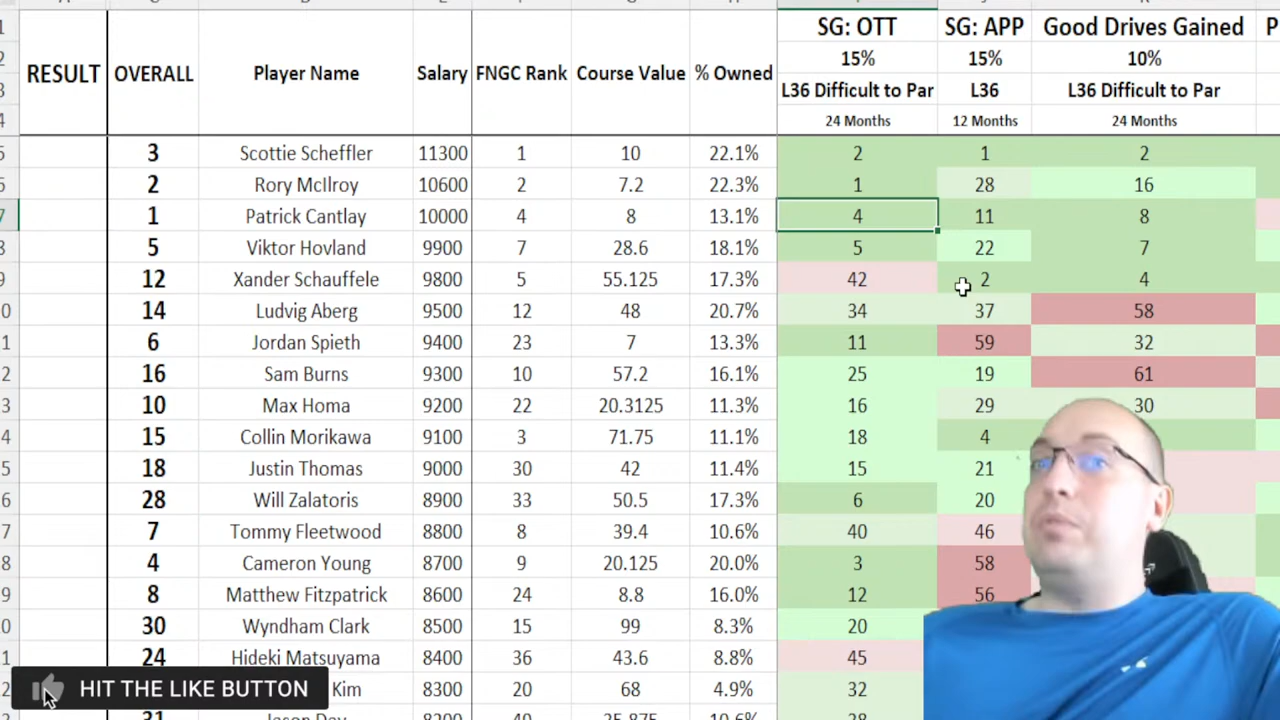 RESULT OVERALL Player Name Salary FNGC Rank Course Value % Owned SG: OTT SG: APP Good Drives Gained P
15% 15% 10%
L36 Difficult to Par L36 L36 Difficult to Par
24 Months 12 Months 24 Months
3 Scottie Scheffler 11300 1 10 22.1% 2 1 2
2 Rory McIlroy 10600 2 7.2 22.3% 1 28 16
1 Patrick Cantlay 10000 4 8 13.1% 4 11 8
5 Viktor Hovland 9900 7 28.6 18.1% 5 22 7
12 Xander Schauffele 9800 5 55.125 17.3% 42 2 4
14 Ludvig Aberg 9500 12 48 20.7% 34 37 58
6 Jordan Spieth 9400 23 7 13.3% 11 59 32
16 Sam Burns 9300 10 57.2 16.1% 25 19 61
10 Max Homa 9200 22 20.3125 11.3% 16 29 30
15 Collin Morikawa 9100 3 71.75 11.1% 18 4
18 Justin Thomas 9000 30 42 11.4% 15 21
28 Will Zalatoris 8900 33 50.5 17.3% 6 20
7 Tommy Fleetwood 8800 8 39.4 10.6% 40 46
4 Cameron Young 8700 9 20.125 20.0% 3 58
8 Matthew Fitzpatrick 8600 24 8.8 16.0% 12 56
30 Wyndham Clark 8500 15 99 8.3% 20
24 Hideki Matsuyama 8400 36 43.6 8.8% 45
HIT THE LIKE BUTTON Kim 8300 20 68 4.9% 32